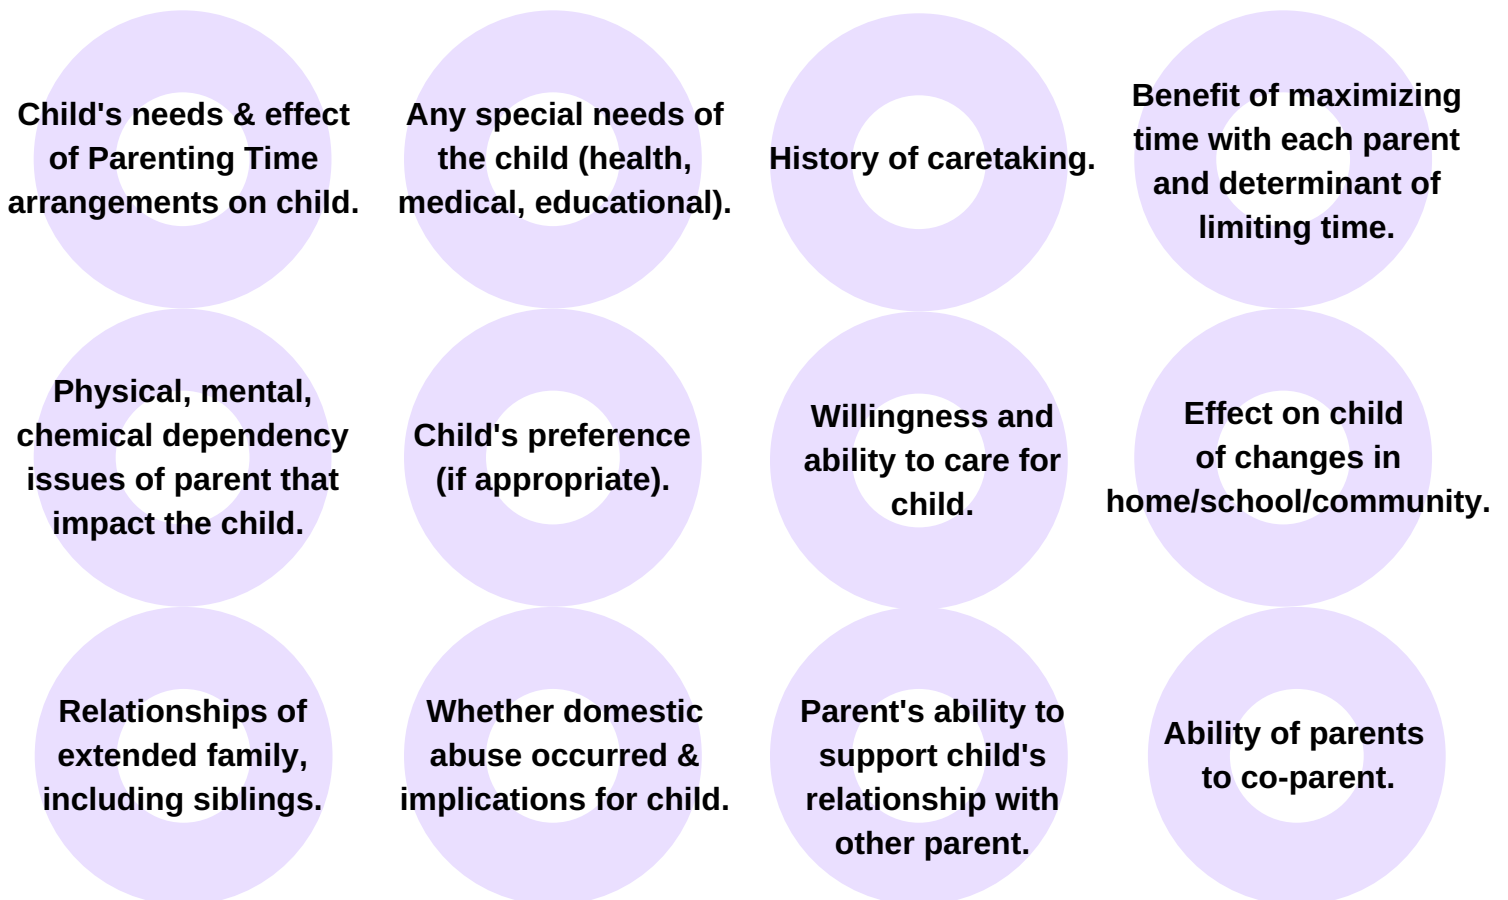 Child's needs & effect
of Parenting Time
arrangements on child.
Any special needs of
the child (health,
medical, educational).
History of caretaking.
Benefit of maximizing
time with each parent
and determinant of
limiting time.
Physical, mental,
chemical dependency
issues of parent that
impact the child.
Child's preference
(if appropriate).
Willingness and
ability to care for
child.
Effect on child
of changes in
home/school/community.
Relationships of
extended family,
including siblings.
Whether domestic
abuse occurred &
implications for child.
Parent's ability to
support child's
relationship with
other parent.
Ability of parents
to co-parent.